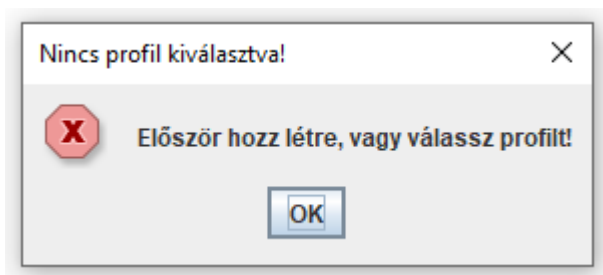 Nincs profil kiválasztva!
Először hozz létre, vagy válassz profilt!
OK